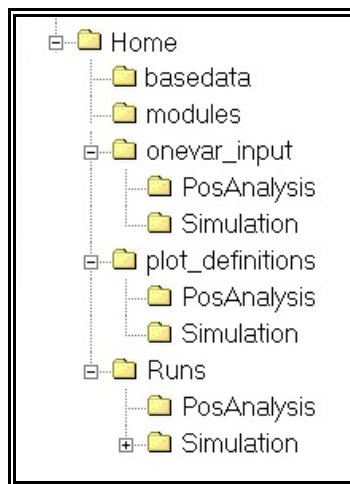 Home
basedata
modules
onevar_input
PosAnalysis
Simulation
plot_definitions
PosAnalysis
Simulation
Runs
PosAnalysis
Simulation